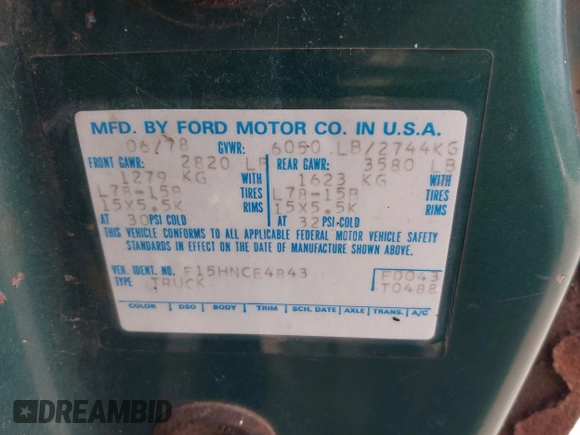 MFD. BY FORD MOTOR CO. IN U.S.A.
06/78 GVWR: 6050 LB/2744KG
FRONT GAWR: 2820 LB REAR GAWR: 3580 LB
1279 KG WITH 1623 KG WITH
L78-15B TIRES L78-15B TIRES
15X5.5K RIMS 15X5.5K RIMS
AT 30 PSI COLD AT 32 PSI-COLD
THIS VEHICLE CONFORMS TO ALL APPLICABLE FEDERAL MOTOR VEHICLE SAFETY
STANDARDS IN EFFECT ON THE DATE OF MANUFACTURE SHOWN ABOVE.
VEH. IDENT. NO. F15HNCE4843 F0043
TYPE TRUCK T0488
COLOR DSO BODY TRIM SCH. DATE AXLE TRANS. A/C
DREAMBID